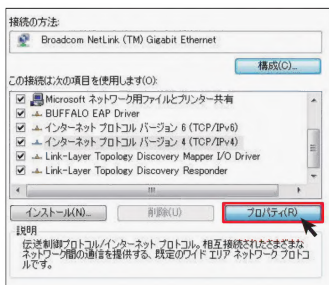 接続の方法:
Broadcom NetLink (TM) Gigabit Ethernet
構成(C)...
この接続は次の項目を使用します(O):
Microsoft ネットワーク用ファイルとプリンター共有
BUFFALO EAP Driver
インターネット プロトコル バージョン 6 (TCP/IPv6)
インターネット プロトコル バージョン 4 (TCP/IPv4)
Link-Layer Topology Discovery Mapper I/O Driver
Link-Layer Topology Discovery Responder
インストール(N)...
削除(U)
プロパティ(R)
説明
伝送制御プロトコル/インターネット プロトコル。相互接続されたさまざまな
ネットワーク間の通信を提供する、既定のワイド エリア ネットワーク プロトコ
ルです。